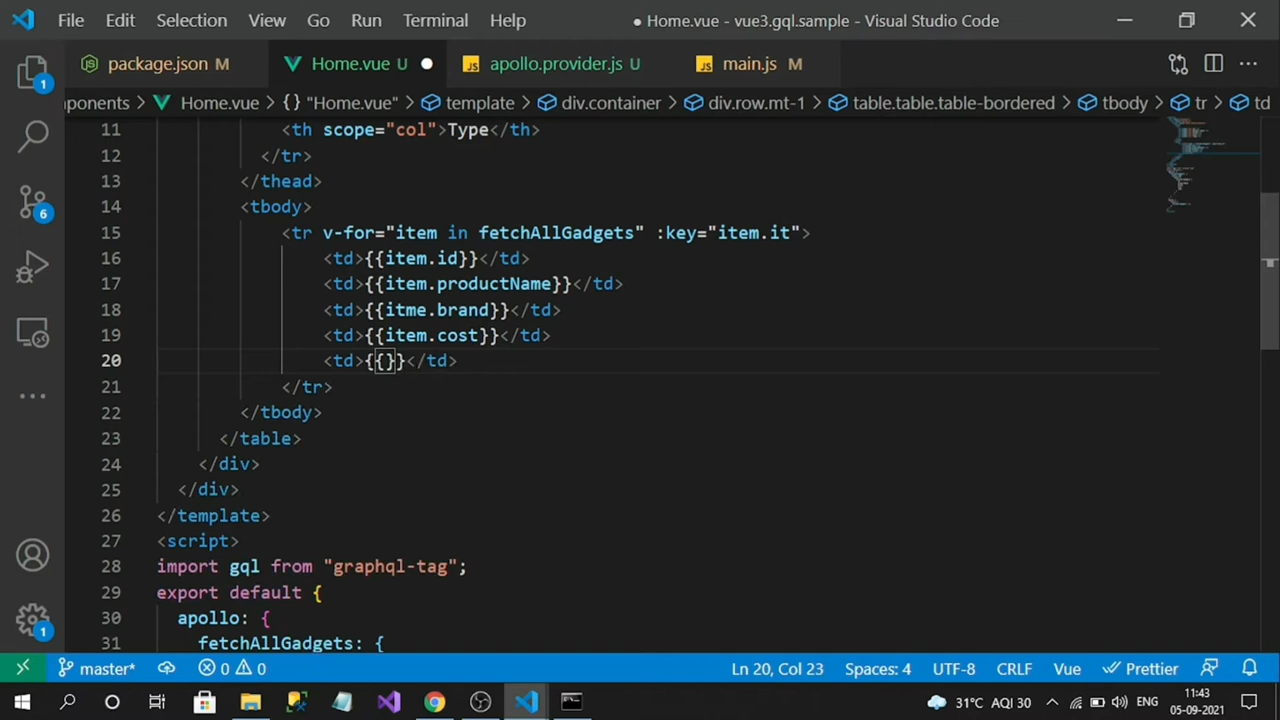 File Edit Selection View Go Run Terminal Help ● Home.vue - vue3.gql.sample - Visual Studio Code
package.json M Home.vue U ● JS apollo.provider.js U JS main.js M
ponents > Home.vue > {} "Home.vue" > template > div.container > div.row.mt-1 > table.table.table-bordered > tbody > tr > td
11 <th scope="col">Type</th>
12 </tr>
13 </thead>
14 <tbody>
15 <tr v-for="item in fetchAllGadgets" :key="item.it">
16 <td>{{item.id}}</td>
17 <td>{{item.productName}}</td>
18 <td>{{itme.brand}}</td>
19 <td>{{item.cost}}</td>
20 <td>{{}}</td>
21 </tr>
22 </tbody>
23 </table>
24 </div>
25 </div>
26 </template>
27 <script>
28 import gql from "graphql-tag";
29 export default {
30 apollo: {
31 fetchAllGadgets: {
1
6
1
master* 0 0 Ln 20, Col 23 Spaces: 4 UTF-8 CRLF Vue Prettier
31°C AQI 30 ENG 11:43
05-09-2021